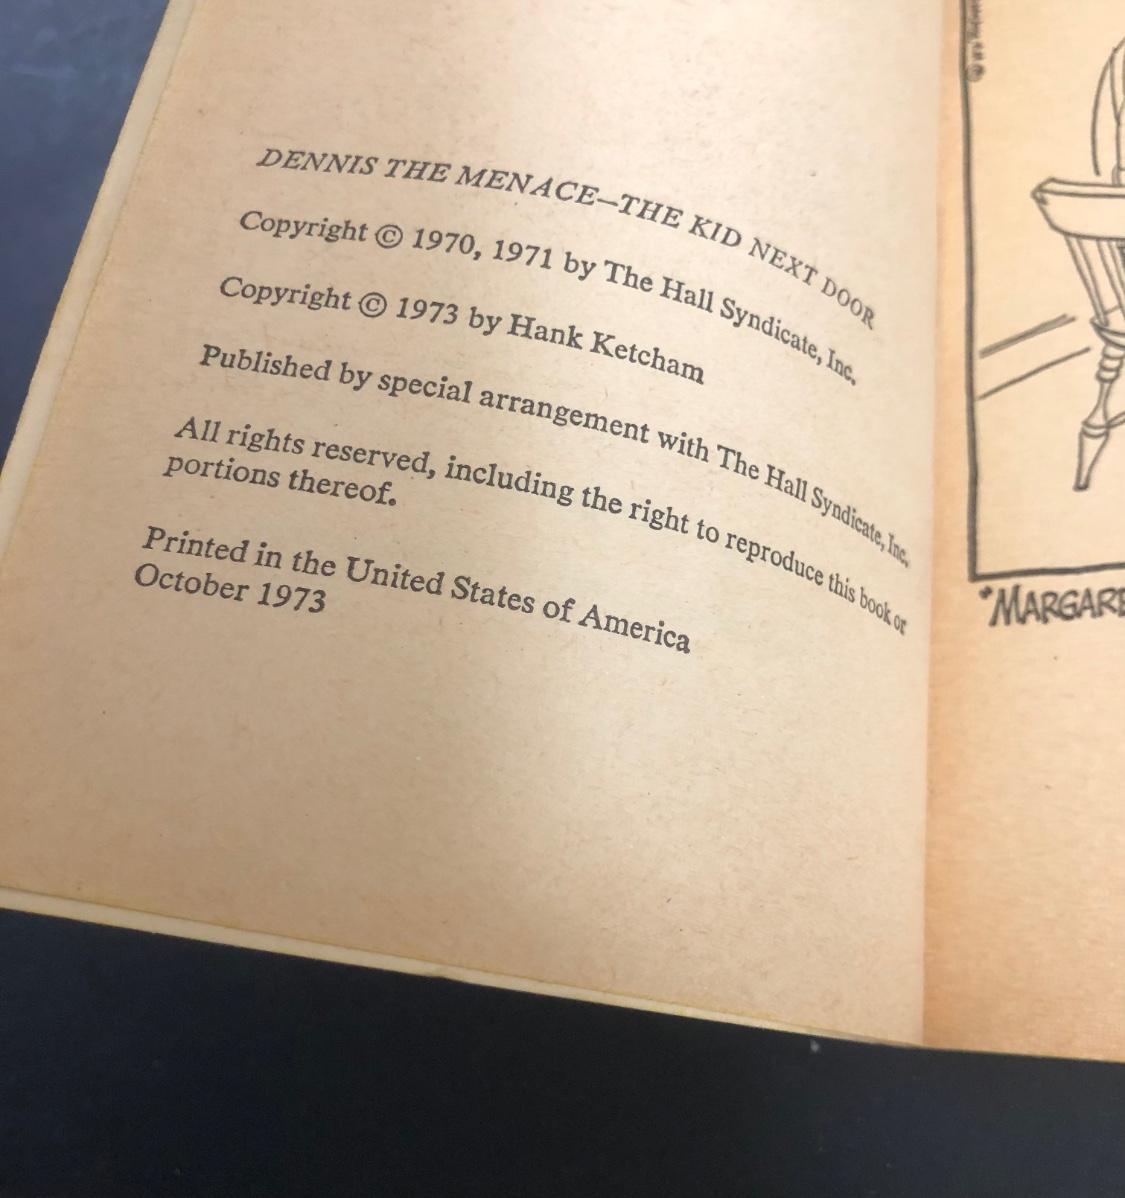 DENNIS THE MENACE—THE KID NEXT DOOR
Copyright © 1970, 1971 by The Hall Syndicate, Inc.
Copyright © 1973 by Hank Ketcham
Published by special arrangement with The Hall Syndicate, Inc.
All rights reserved, including the right to reproduce this book or
portions thereof.
Printed in the United States of America
October 1973
"MARGARE